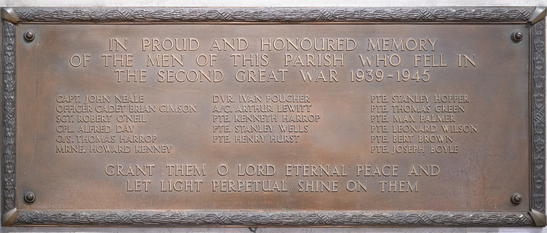 IN PROUD AND HONOURED MEMORY
OF THE MEN OF THIS PARISH WHO FELL IN
THE SECOND GREAT WAR 1939-1945
CAPT. JOHN NEALE
OFFICER CADET BRIAN GIMSON
SGT. ROBERT O'NEIL
CPL. ALFRED DAY
O/S. THOMAS HARROP
MRNE. HOWARD KENNEY
DVR. IVAN FOUGHER
A/C. ARTHUR LEWITT
PTE. KENNETH HARROP
PTE. STANLEY WELLS
PTE. HENRY HURST
PTE. STANLEY HOPPER
PTE. THOMAS GREEN
PTE. MAX PALMER
PTE. LEONARD WILSON
PTE. BERT BROWN
PTE. JOSEPH BOYLE
GRANT THEM O LORD ETERNAL PEACE AND
LET LIGHT PERPETUAL SHINE ON THEM